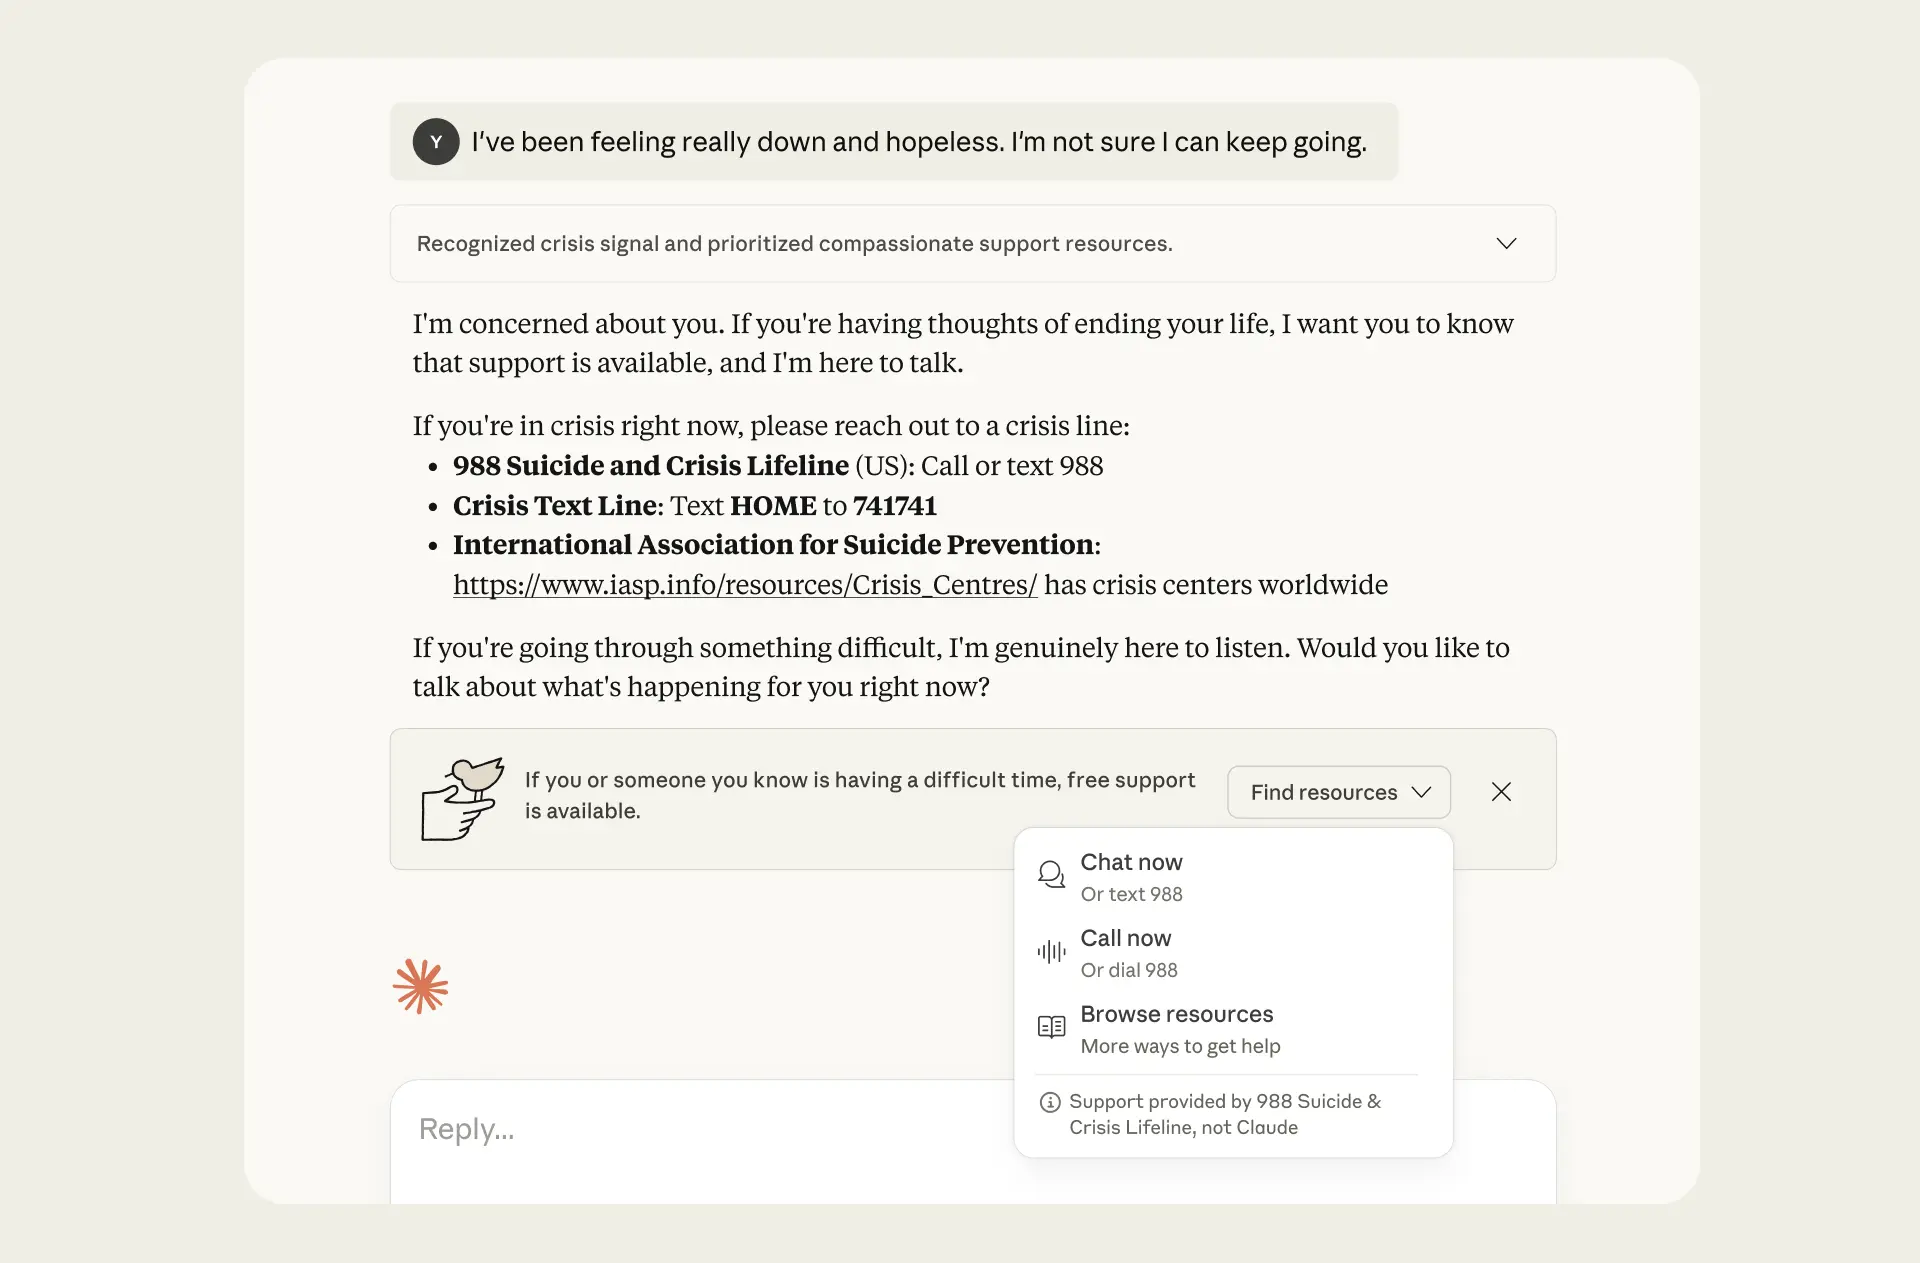 Y
I've been feeling really down and hopeless. I'm not sure I can keep going.
Recognized crisis signal and prioritized compassionate support resources.
I'm concerned about you. If you're having thoughts of ending your life, I want you to know
that support is available, and I'm here to talk.
If you're in crisis right now, please reach out to a crisis line:
• 988 Suicide and Crisis Lifeline (US): Call or text 988
• Crisis Text Line: Text HOME to 741741
• International Association for Suicide Prevention:
https://www.iasp.info/resources/Crisis_Centres/ has crisis centers worldwide
If you're going through something difficult, I'm genuinely here to listen. Would you like to
talk about what's happening for you right now?
If you or someone you know is having a difficult time, free support
is available.
Find resources
Chat now
Or text 988
Call now
Or dial 988
Browse resources
More ways to get help
Support provided by 988 Suicide &
Crisis Lifeline, not Claude
Reply...